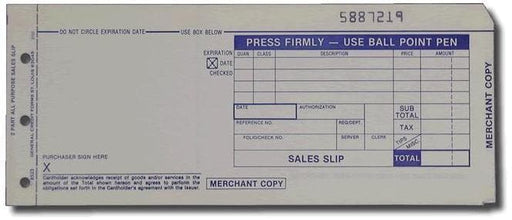 5887219
DO NOT CIRCLE EXPIRATION DATE
USE BOX BELOW
PRESS FIRMLY — USE BALL POINT PEN
EXPIRATION
DATE
CHECKED
QUAN. CLASS DESCRIPTION PRICE AMOUNT
DATE AUTHORIZATION SUB TOTAL
REFERENCE NO. REG./DEPT. TAX
FOLIO/CHECK NO. SERVER CLERK TIPS MISC.
SALES SLIP TOTAL
PURCHASER SIGN HERE
X
Cardholder acknowledges receipt of goods and/or services in the
amount of the Total shown hereon and agrees to perform the
obligations set forth in the Cardholder's agreement with the Issuer.
MERCHANT COPY
MERCHANT COPY
2 PART ALL PURPOSE SALES SLIP